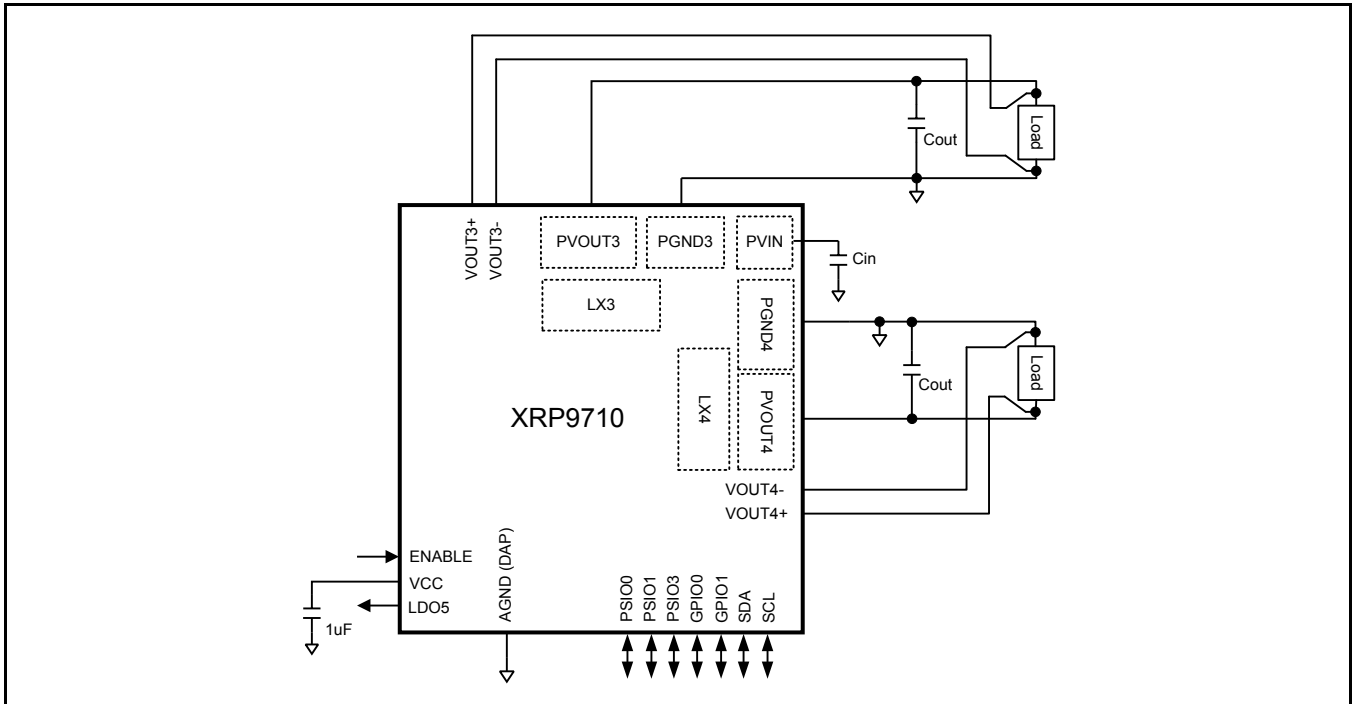 Cout
Load
VOUT3+
VOUT3-
PVOUT3
PGND3
PVIN
Cin
LX3
PGND4
Load
Cout
LX4
PVOUT4
XRP9710
VOUT4-
VOUT4+
ENABLE
VCC
LDO5
1uF
AGND (DAP)
PSIO0
PSIO1
PSIO3
GPIO0
GPIO1
SDA
SCL